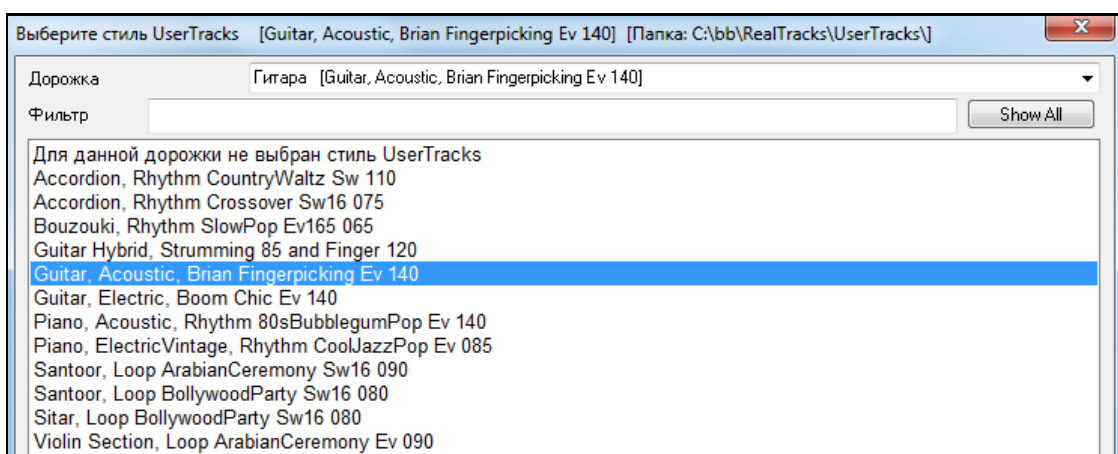 Выберите стиль UserTracks [Guitar, Acoustic, Brian Fingerpicking Ev 140] [Папка: C:\bb\RealTracks\UserTracks\]
Дорожка Гитара [Guitar, Acoustic, Brian Fingerpicking Ev 140]
Фильтр Show All
Для данной дорожки не выбран стиль UserTracks
Accordion, Rhythm CountryWaltz Sw 110
Accordion, Rhythm Crossover Sw16 075
Bouzouki, Rhythm SlowPop Ev165 065
Guitar Hybrid, Strumming 85 and Finger 120
Guitar, Acoustic, Brian Fingerpicking Ev 140
Guitar, Electric, Boom Chic Ev 140
Piano, Acoustic, Rhythm 80sBubblegumPop Ev 140
Piano, ElectricVintage, Rhythm CoolJazzPop Ev 085
Santoor, Loop ArabianCeremony Sw16 090
Santoor, Loop BollywoodParty Sw16 080
Sitar, Loop BollywoodParty Sw16 080
Violin Section, Loop ArabianCeremony Ev 090